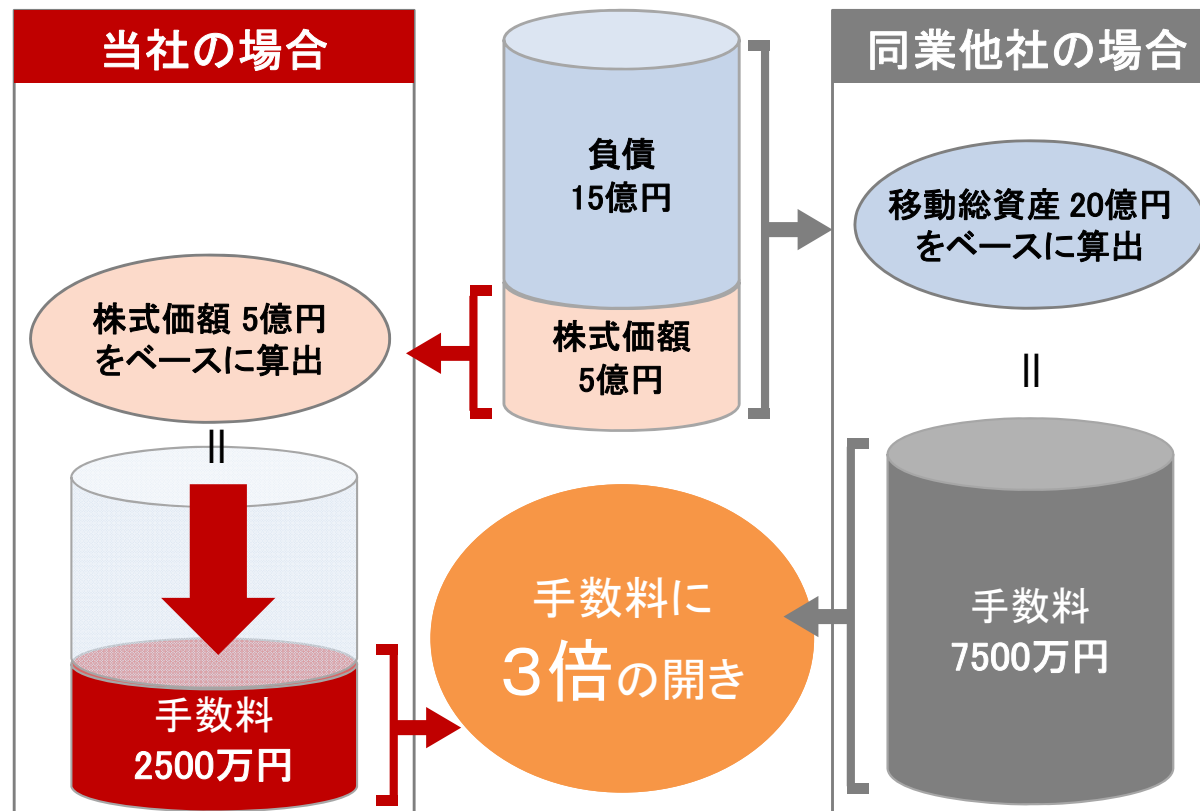 当社の場合
株式価額 5億円
をベースに算出
=
手数料
2500万円
負債
15億円
株式価額
5億円
手数料に
3倍の開き
同業他社の場合
移動総資産 20億円
をベースに算出
=
手数料
7500万円